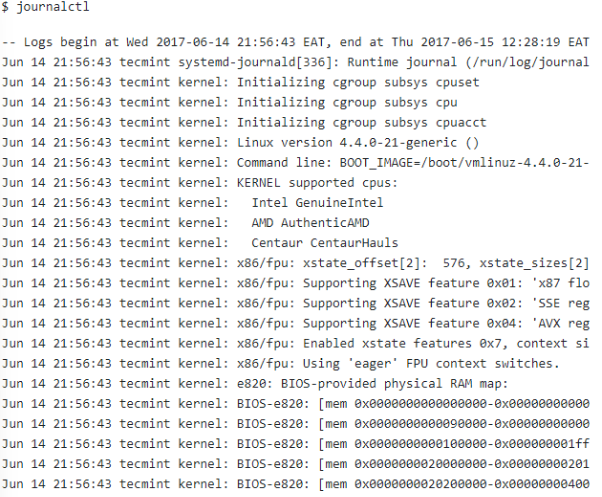 $ journalctl
-- Logs begin at Wed 2017-06-14 21:56:43 EAT, end at Thu 2017-06-15 12:28:19 EAT
Jun 14 21:56:43 tecmint systemd-journald[336]: Runtime journal (/run/log/journal
Jun 14 21:56:43 tecmint kernel: Initializing cgroup subsys cpuset
Jun 14 21:56:43 tecmint kernel: Initializing cgroup subsys cpu
Jun 14 21:56:43 tecmint kernel: Initializing cgroup subsys cpuacct
Jun 14 21:56:43 tecmint kernel: Linux version 4.4.0-21-generic ()
Jun 14 21:56:43 tecmint kernel: Command line: BOOT_IMAGE=/boot/vmlinuz-4.4.0-21-
Jun 14 21:56:43 tecmint kernel: KERNEL supported cpus:
Jun 14 21:56:43 tecmint kernel:   Intel GenuineIntel
Jun 14 21:56:43 tecmint kernel:   AMD AuthenticAMD
Jun 14 21:56:43 tecmint kernel:   Centaur CentaurHauls
Jun 14 21:56:43 tecmint kernel: x86/fpu: xstate_offset[2]:  576, xstate_sizes[2]
Jun 14 21:56:43 tecmint kernel: x86/fpu: Supporting XSAVE feature 0x01: 'x87 flo
Jun 14 21:56:43 tecmint kernel: x86/fpu: Supporting XSAVE feature 0x02: 'SSE reg
Jun 14 21:56:43 tecmint kernel: x86/fpu: Supporting XSAVE feature 0x04: 'AVX reg
Jun 14 21:56:43 tecmint kernel: x86/fpu: Enabled xstate features 0x7, context si
Jun 14 21:56:43 tecmint kernel: x86/fpu: Using 'eager' FPU context switches.
Jun 14 21:56:43 tecmint kernel: e820: BIOS-provided physical RAM map:
Jun 14 21:56:43 tecmint kernel: BIOS-e820: [mem 0x0000000000000000-0x00000000000
Jun 14 21:56:43 tecmint kernel: BIOS-e820: [mem 0x0000000000090000-0x00000000000
Jun 14 21:56:43 tecmint kernel: BIOS-e820: [mem 0x0000000000100000-0x000000001ff
Jun 14 21:56:43 tecmint kernel: BIOS-e820: [mem 0x0000000020000000-0x00000000201
Jun 14 21:56:43 tecmint kernel: BIOS-e820: [mem 0x0000000020200000-0x00000000400